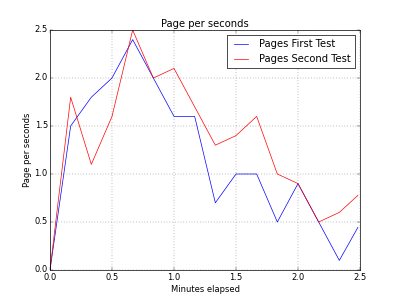 Page per seconds
2.5
Pages First Test
Pages Second Test
2.0
1.5
Page per seconds
1.0
0.5
0.0
0.0 0.5 1.0 1.5 2.0 2.5
Minutes elapsed